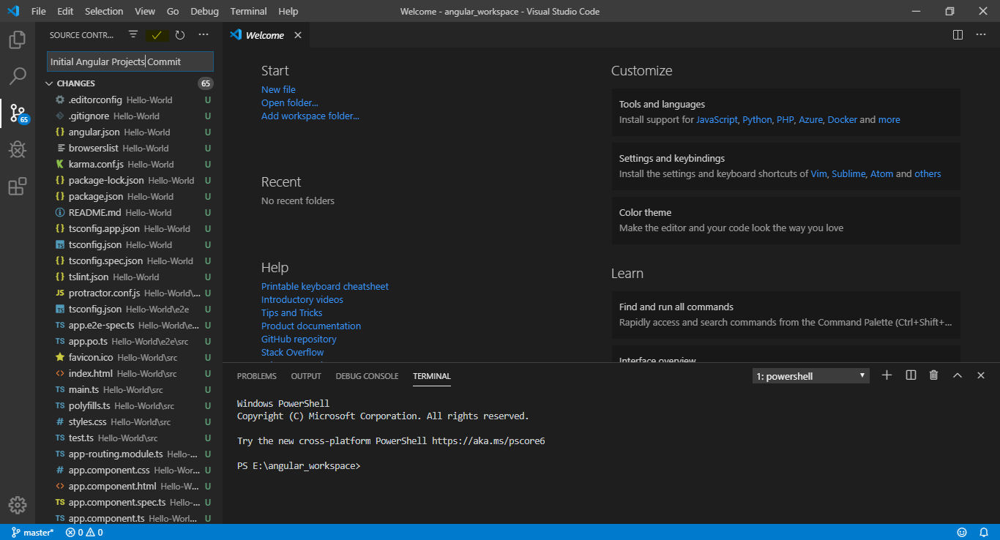 File Edit Selection View Go Debug Terminal Help
Welcome - angular_workspace - Visual Studio Code
SOURCE CONTR...
Initial Angular Projects Commit
CHANGES 65
65
.editorconfig Hello-World U
.gitignore Hello-World U
angular.json Hello-World U
browserslist Hello-World U
karma.conf.js Hello-World U
package-lock.json Hello-World U
package.json Hello-World U
README.md Hello-World U
tsconfig.app.json Hello-World U
TS tsconfig.json Hello-World U
tsconfig.spec.json Hello-World U
tslint.json Hello-World U
JS protractor.conf.js Hello-World\... U
TS tsconfig.json Hello-World\e2e U
TS app.e2e-spec.ts Hello-World\e... U
TS app.po.ts Hello-World\e2e\src U
favicon.ico Hello-World\src U
index.html Hello-World\src U
TS main.ts Hello-World\src U
TS polyfills.ts Hello-World\src U
# styles.css Hello-World\src U
TS test.ts Hello-World\src U
TS app-routing.module.ts Hello-... U
# app.component.css Hello-Wor... U
<> app.component.html Hello-W... U
TS app.component.spec.ts Hello-... U
TS app.component.ts Hello-Worl... U
Welcome
Start
New file
Open folder...
Add workspace folder...
Recent
No recent folders
Help
Printable keyboard cheatsheet
Introductory videos
Tips and Tricks
Product documentation
GitHub repository
Stack Overflow
Customize
Tools and languages
Install support for JavaScript, Python, PHP, Azure, Docker and more
Settings and keybindings
Install the settings and keyboard shortcuts of Vim, Sublime, Atom and others
Color theme
Make the editor and your code look the way you love
Learn
Find and run all commands
Rapidly access and search commands from the Command Palette (Ctrl+Shift+...
Interface overview
PROBLEMS OUTPUT DEBUG CONSOLE TERMINAL
1: powershell
Windows PowerShell
Copyright (C) Microsoft Corporation. All rights reserved.
Try the new cross-platform PowerShell https://aka.ms/pscore6
PS E:\angular_workspace>
master* 0 0